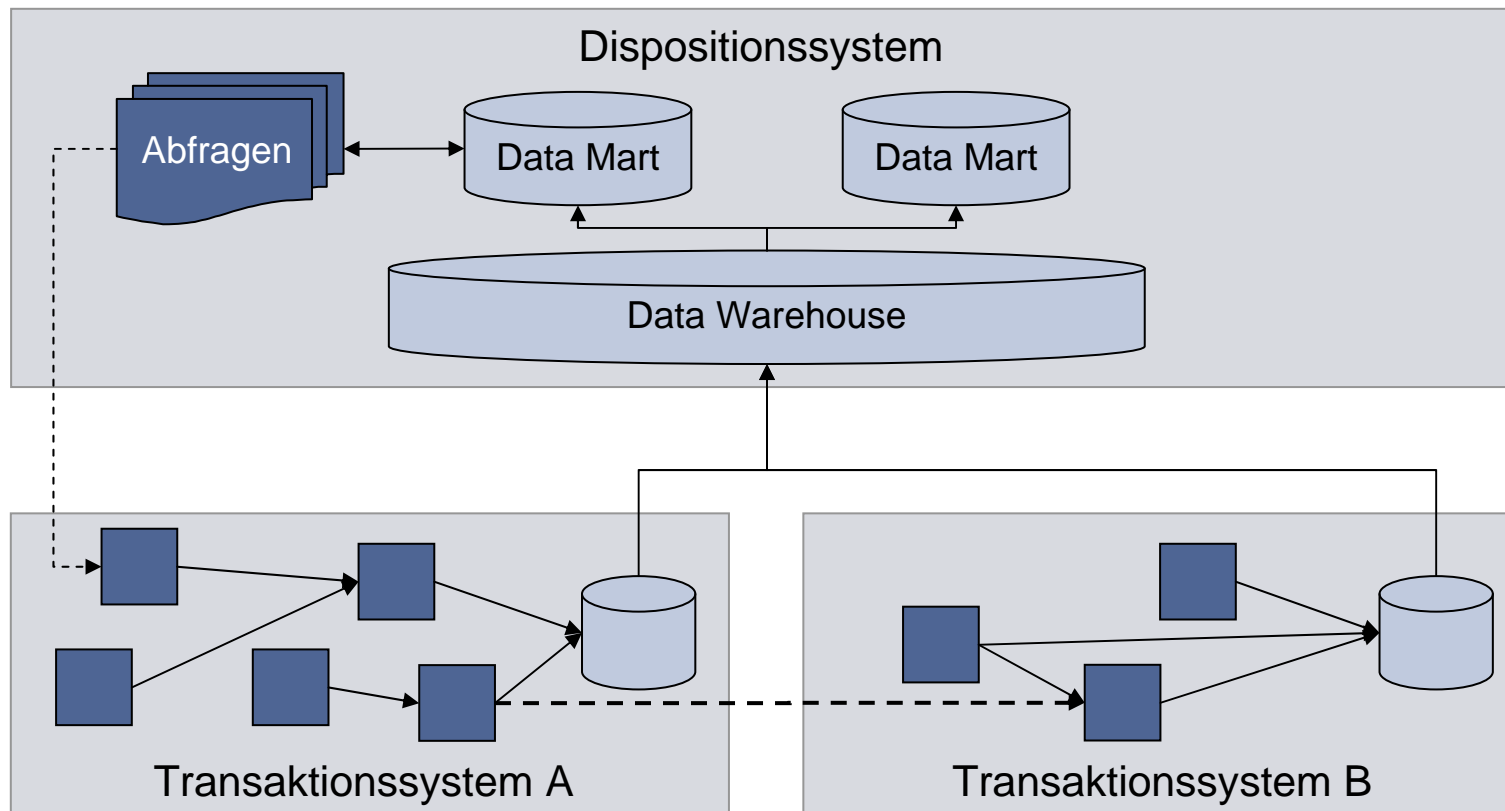 Dispositionssystem
Abfragen
Data Mart
Data Mart
Data Warehouse
Transaktionssystem A
Transaktionssystem B